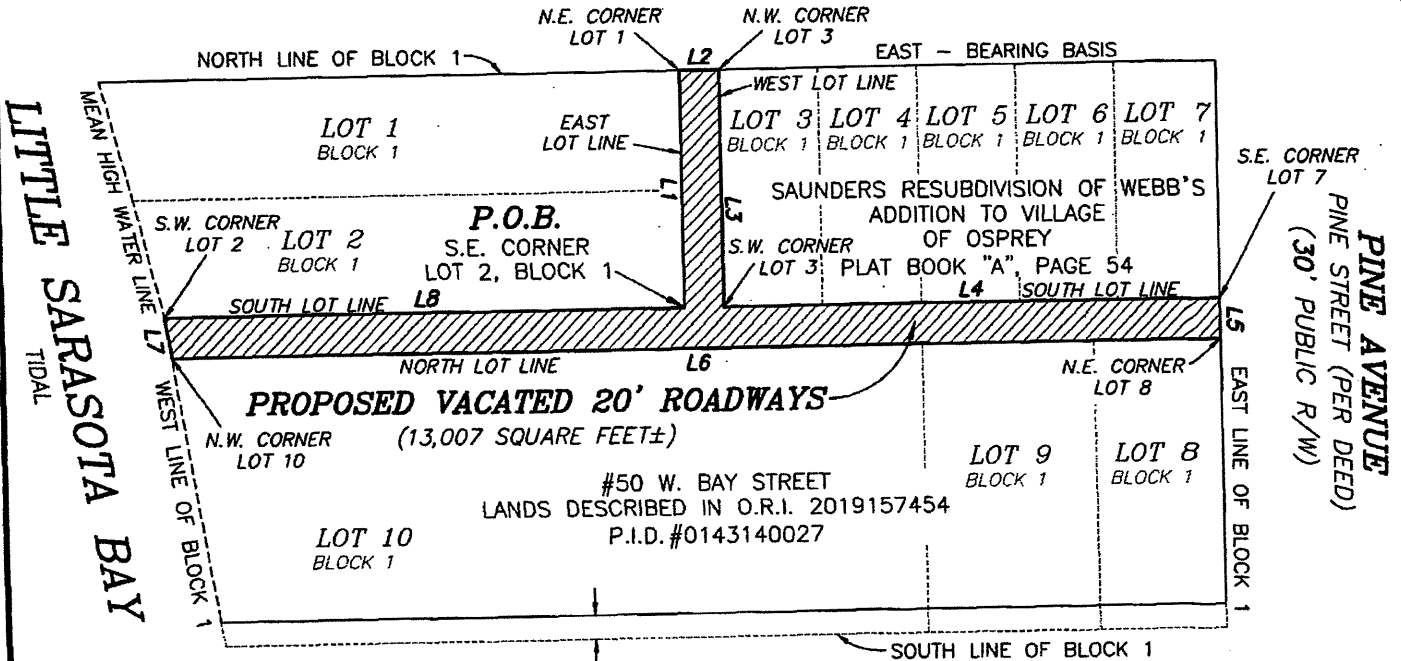 N.E. CORNER
LOT 1
N.W. CORNER
LOT 3
NORTH LINE OF BLOCK 1
L2
EAST - BEARING BASIS
WEST LOT LINE
MEAN HIGH WATER LINE
LOT 1
BLOCK 1
EAST
LOT LINE
LOT 3
BLOCK 1
LOT 4
BLOCK 1
LOT 5
BLOCK 1
LOT 6
BLOCK 1
LOT 7
BLOCK 1
S.E. CORNER
LOT 7
L1
L3
SAUNDERS RESUBDIVISION OF WEBB'S
ADDITION TO VILLAGE
OF OSPREY
PLAT BOOK "A", PAGE 54
S.W. CORNER
LOT 2
LOT 2
BLOCK 1
P.O.B.
S.E. CORNER
LOT 2, BLOCK 1
S.W. CORNER
LOT 3
SOUTH LOT LINE
L8
L4
SOUTH LOT LINE
L7
L5
NORTH LOT LINE
L6
N.E. CORNER
LOT 8
PROPOSED VACATED 20' ROADWAYS
(13,007 SQUARE FEET±)
N.W. CORNER
LOT 10
#50 W. BAY STREET
LANDS DESCRIBED IN O.R.I. 2019157454
P.I.D.#0143140027
LOT 9
BLOCK 1
LOT 8
BLOCK 1
LOT 10
BLOCK 1
WEST LINE OF BLOCK 1
EAST LINE OF BLOCK 1
SOUTH LINE OF BLOCK 1
LITTLE SARASOTA BAY
TIDAL
PINE AVENUE
PINE STREET (PER DEED)
(30' PUBLIC R/W)